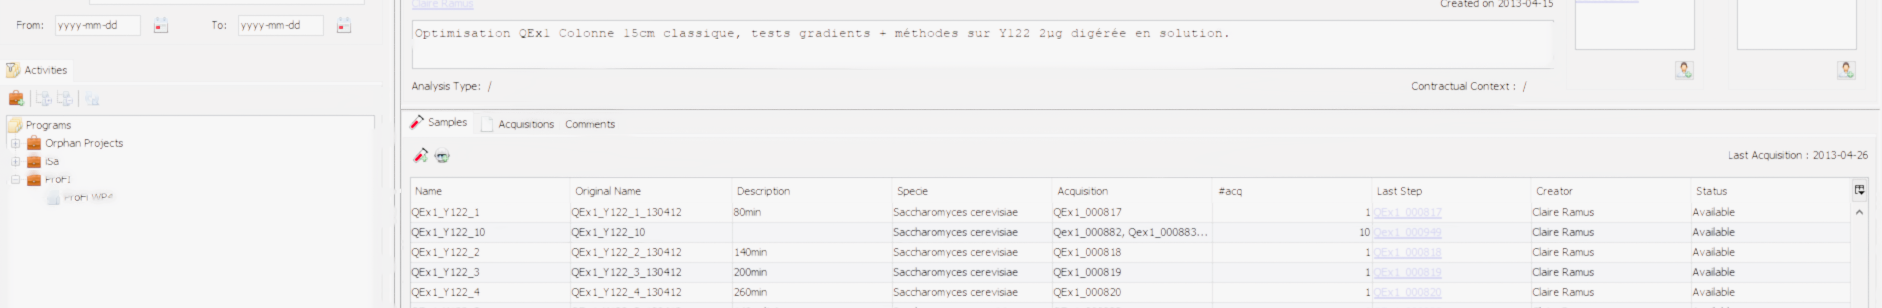 From: yyyy-mm-dd To: yyyy-mm-dd
Activities
Programs
Orphan Projects
iSa
ProFI
ProFI WP4
Claire Ramus
Created on 2013-04-15
Optimisation QEx1 Colonne 15cm classique, tests gradients + méthodes sur Y122 2ug digérée en solution.
Analysis Type: / Contractual Context : /
Samples Acquisitions Comments
Last Acquisition : 2013-04-26
Name Original Name Description Specie Acquisition #acq Last Step Creator Status
QEx1_Y122_1 QEx1_Y122_1_130412 80min Saccharomyces cerevisiae QEx1_000817 1 QEx1_000817 Claire Ramus Available
QEx1_Y122_10 QEx1_Y122_10 Saccharomyces cerevisiae Qex1_000882, Qex1_000883... 10 Qex1_000949 Claire Ramus Available
QEx1_Y122_2 QEx1_Y122_2_130412 140min Saccharomyces cerevisiae QEx1_000818 1 QEx1_000818 Claire Ramus Available
QEx1_Y122_3 QEx1_Y122_3_130412 200min Saccharomyces cerevisiae QEx1_000819 1 QEx1_000819 Claire Ramus Available
QEx1_Y122_4 QEx1_Y122_4_130412 260min Saccharomyces cerevisiae QEx1_000820 1 QEx1_000820 Claire Ramus Available